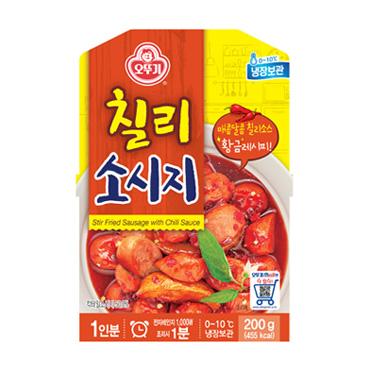 오뚜기
0~10℃
냉장보관
칠리
소시지
매콤달콤 칠리소스
황금레시피!
Stir Fried Sausage with Chili Sauce
1인분
전자레인지 1,000W
조리시 1분
0~10℃
냉장보관
200 g
(455 kcal)